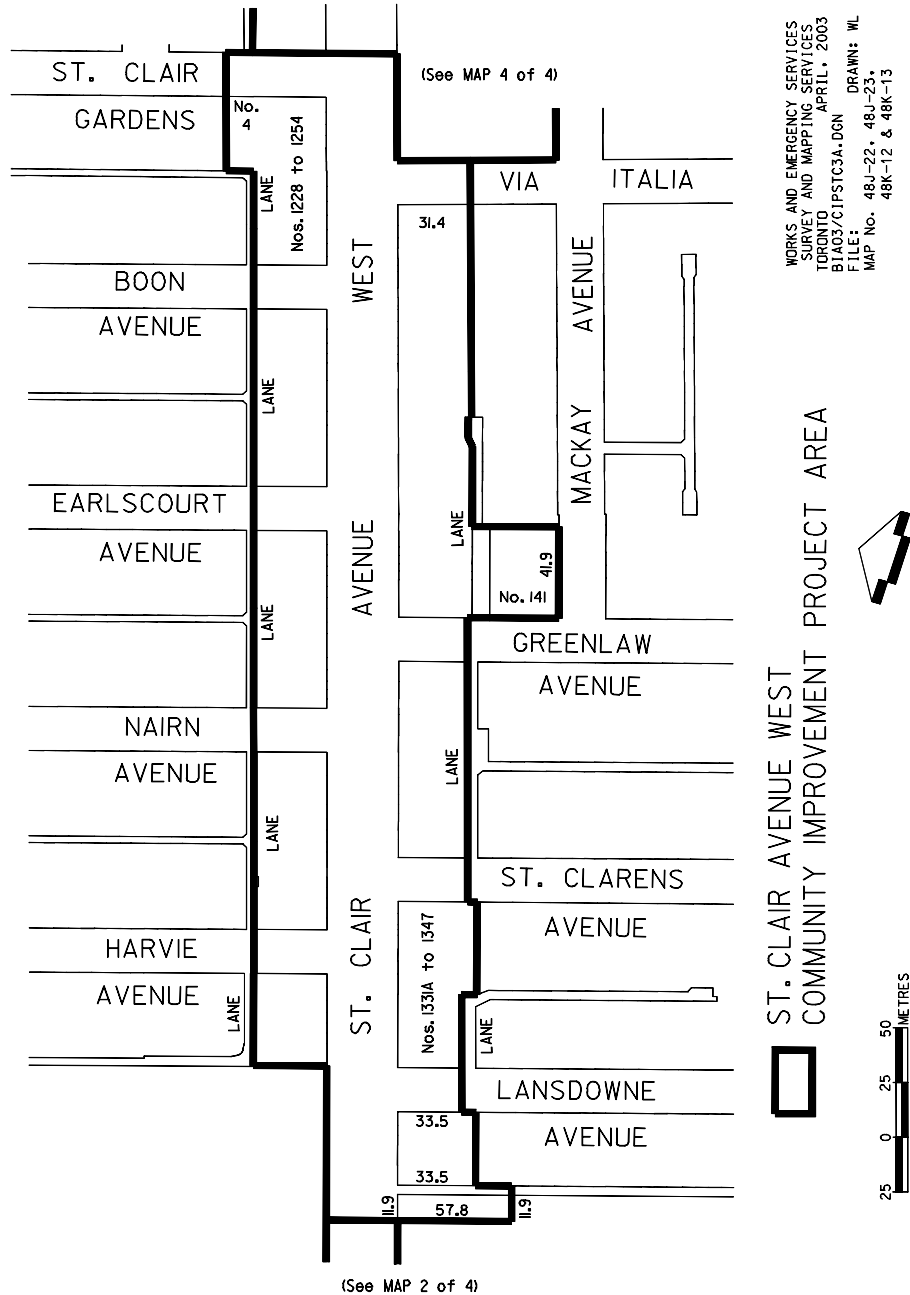 (See MAP 4 of 4)
ST. CLAIR
GARDENS
No.
4
LANE
Nos. 1228 to 1254
BOON
AVENUE
LANE
EARLSCOURT
AVENUE
LANE
NAIRN
AVENUE
LANE
HARVIE
AVENUE
LANE
ST. CLAIR AVENUE WEST
VIA ITALIA
31.4
MACKAY AVENUE
LANE
41.9
No. 141
GREENLAW
AVENUE
LANE
ST. CLARENS
AVENUE
Nos. 1331A to 1347
LANE
LANSDOWNE
AVENUE
33.5
33.5
11.9
57.8
11.9
(See MAP 2 of 4)
WORKS AND EMERGENCY SERVICES
SURVEY AND MAPPING SERVICES
TORONTO APRIL, 2003
BIA03/CIPSTC3A.DGN
FILE: DRAWN: WL
MAP No. 48J-22, 48J-23,
48K-12 & 48K-13
ST. CLAIR AVENUE WEST
COMMUNITY IMPROVEMENT PROJECT AREA
25 0 25 50
METRES